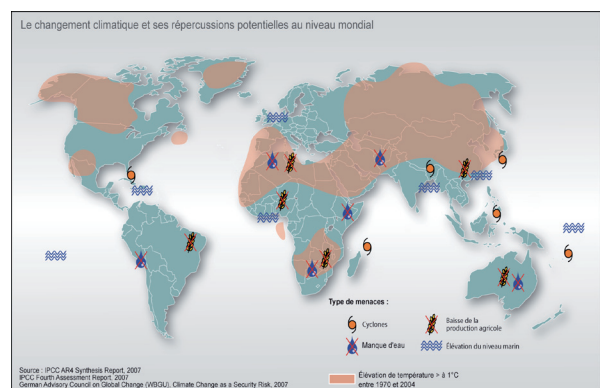 Le changement climatique et ses répercussions potentielles au niveau mondial
Type de menaces :
Cyclones
Baisse de la
production agricole
Manque d'eau
Élévation du niveau marin
Source : IPCC AR4 Synthesis Report, 2007
IPCC Fourth Assessment Report, 2007
German Advisory Council on Global Change (WBGU), Climate Change as a Security Risk, 2007
Élévation de température > à 1°C
entre 1970 et 2004